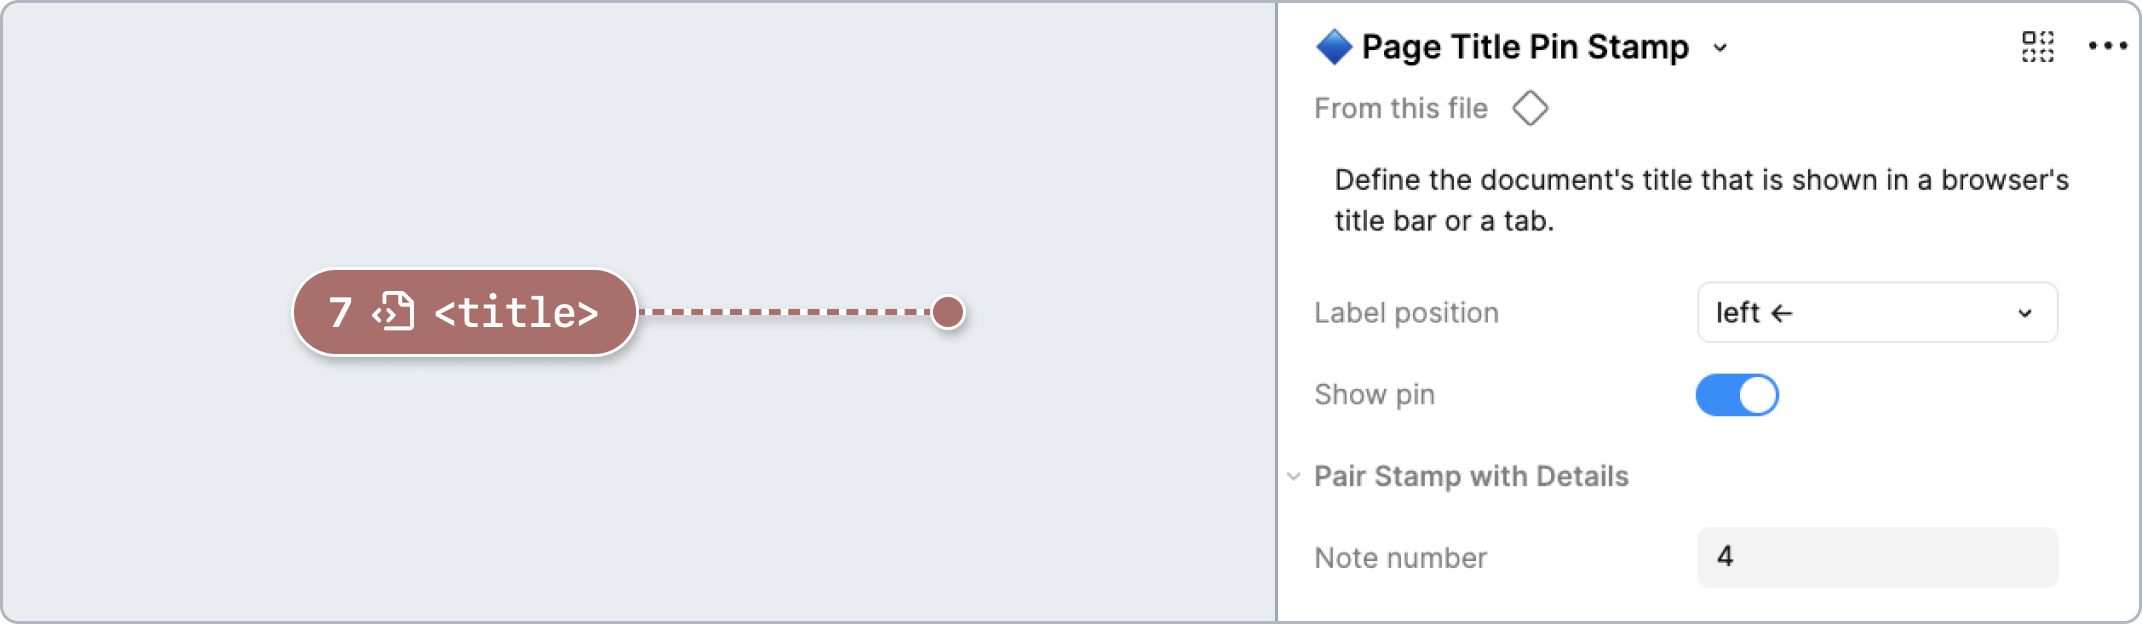 7 <title>
Page Title Pin Stamp
From this file
Define the document's title that is shown in a browser's
title bar or a tab.
Label position
left ←
Show pin
Pair Stamp with Details
Note number
4